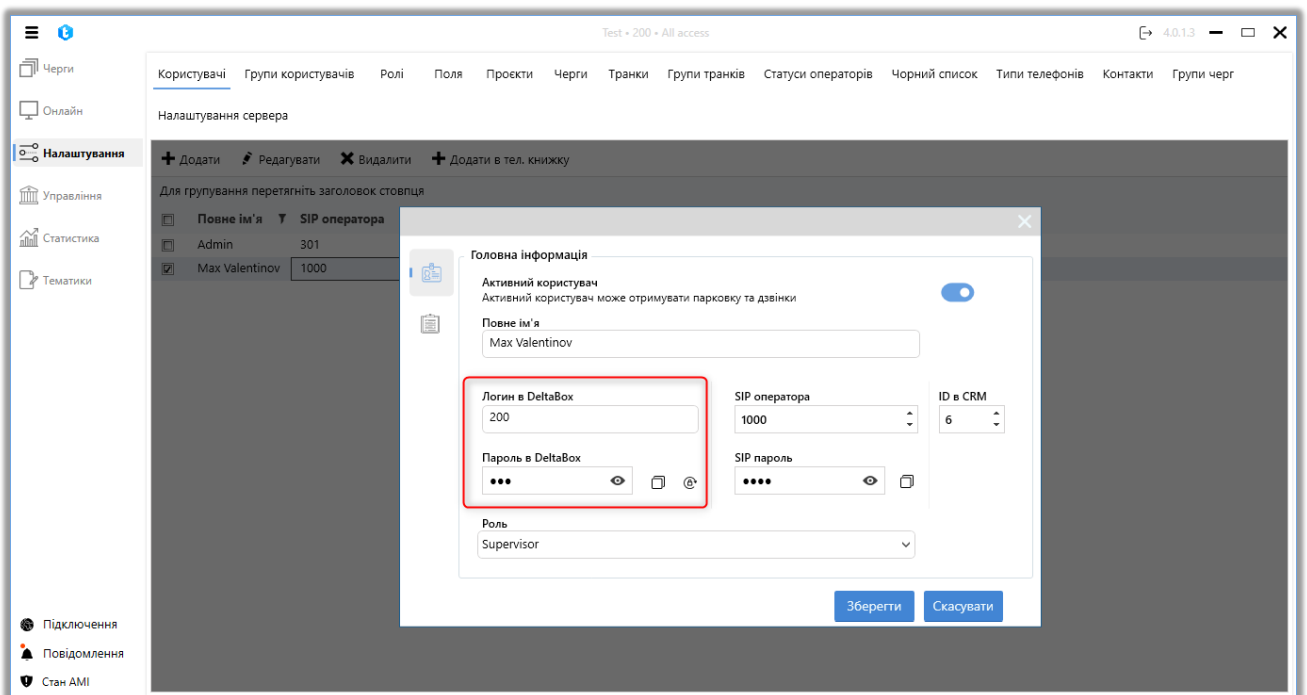 Test • 200 • All access
4.0.1.3
Черги
Онлайн
Налаштування
Управління
Статистика
Тематики
Підключення
Повідомлення
Стан AMI
Користувачі Групи користувачів Ролі Поля Проєкти Черги Транки Групи транків Статуси операторів Чорний список Типи телефонів Контакти Групи черг
Налаштування сервера
Додати Редагувати Видалити Додати в тел. книжку
Для групування перетягніть заголовок стовпця
Повне ім'я SIP оператора
Admin 301
Max Valentinov 1000
Головна інформація
Активний користувач
Активний користувач може отримувати парковку та дзвінки
Повне ім'я
Max Valentinov
Логин в DeltaBox SIP оператора ID в CRM
200 1000 6
Пароль в DeltaBox SIP пароль
••• ••••
Роль
Supervisor
Зберегти Скасувати